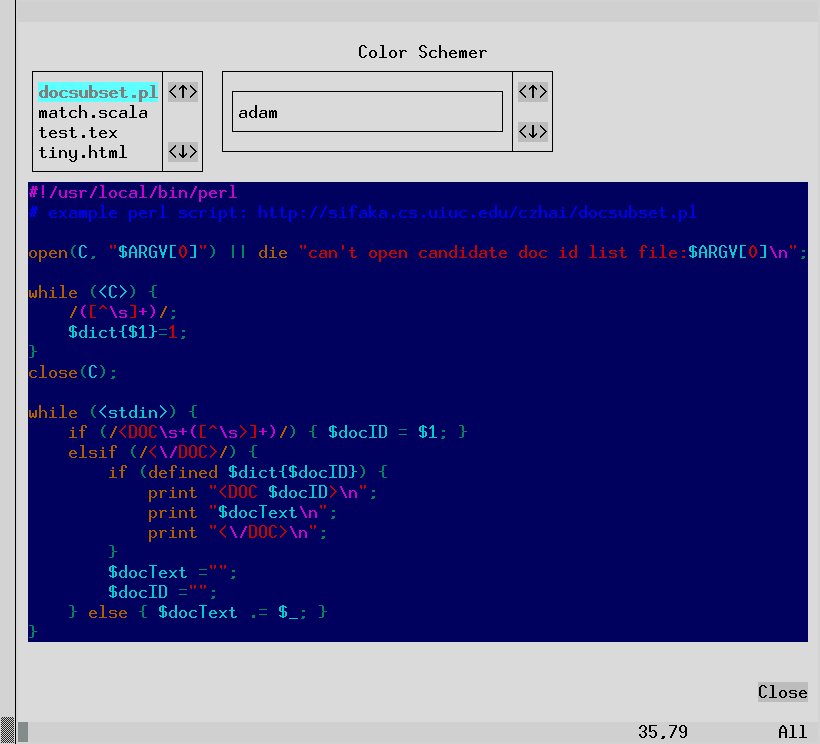 Color Schemer
docsubset.pl <↑>
match.scala
test.tex
tiny.html <↓>
adam
<↑>
<↓>
#!/usr/local/bin/perl
# example perl script: http://sifaka.cs.uiuc.edu/czhai/docsubset.pl
open(C, "$ARGV[0]") || die "can't open candidate doc id list file:$ARGV[0]\n";
while (<C>) {
    /([^\s]+)/;
    $dict{$1}=1;
}
close(C);
while (<stdin>) {
    if (/<DOC\s+([^\s>]+)/) { $docID = $1; }
    elsif (/<\/DOC>/) {
        if (defined $dict{$docID}) {
            print "<DOC $docID>\n";
            print "$docText\n";
            print "<\/DOC>\n";
        }
        $docText ="";
        $docID ="";
    } else { $docText .= $_; }
}
Close
35,79 All